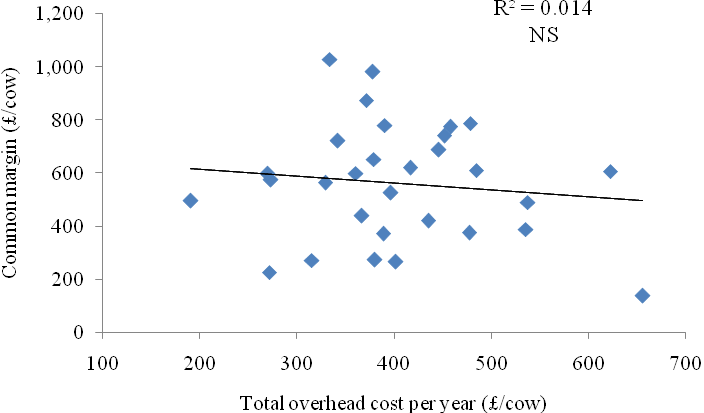 R² = 0.014
NS
1,200
1,000
800
600
400
200
0
Common margin (£/cow)
100 200 300 400 500 600 700
Total overhead cost per year (£/cow)